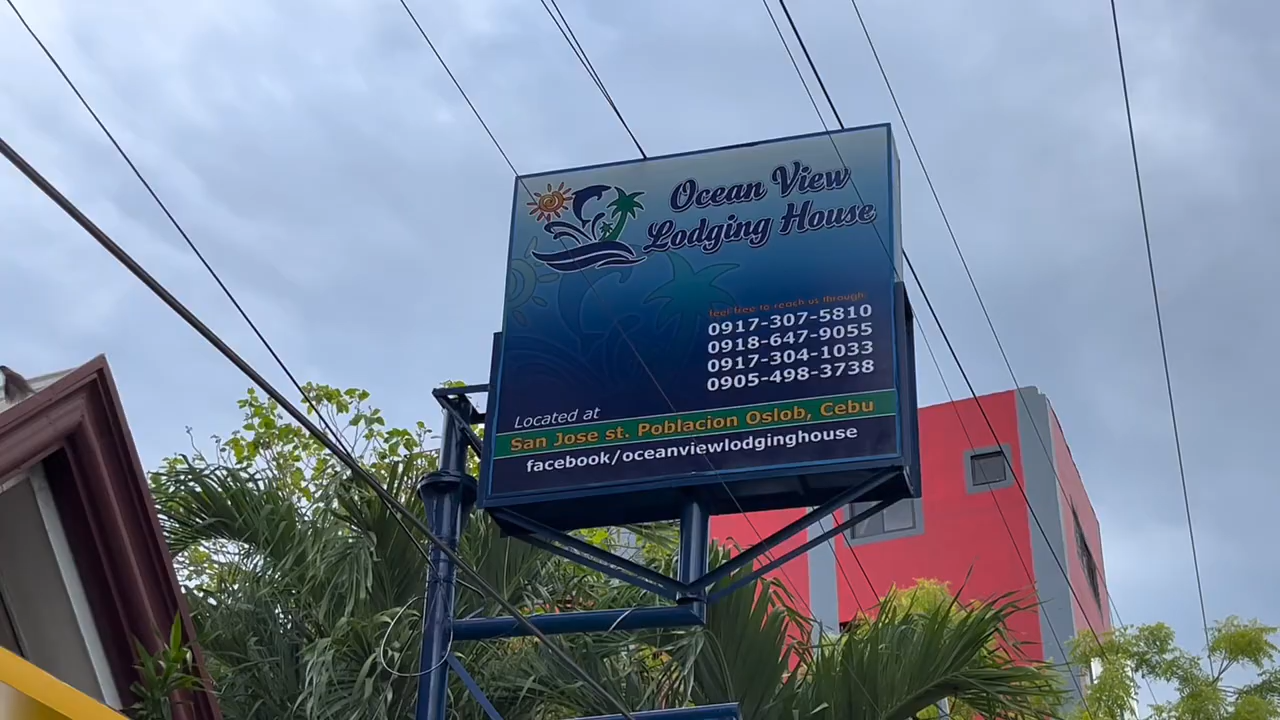 Ocean View
Lodging House
feel free to reach us through:
0917-307-5810
0918-647-9055
0917-304-1033
0905-498-3738
Located at
San Jose st. Poblacion Oslob, Cebu
facebook/oceanviewlodginghouse